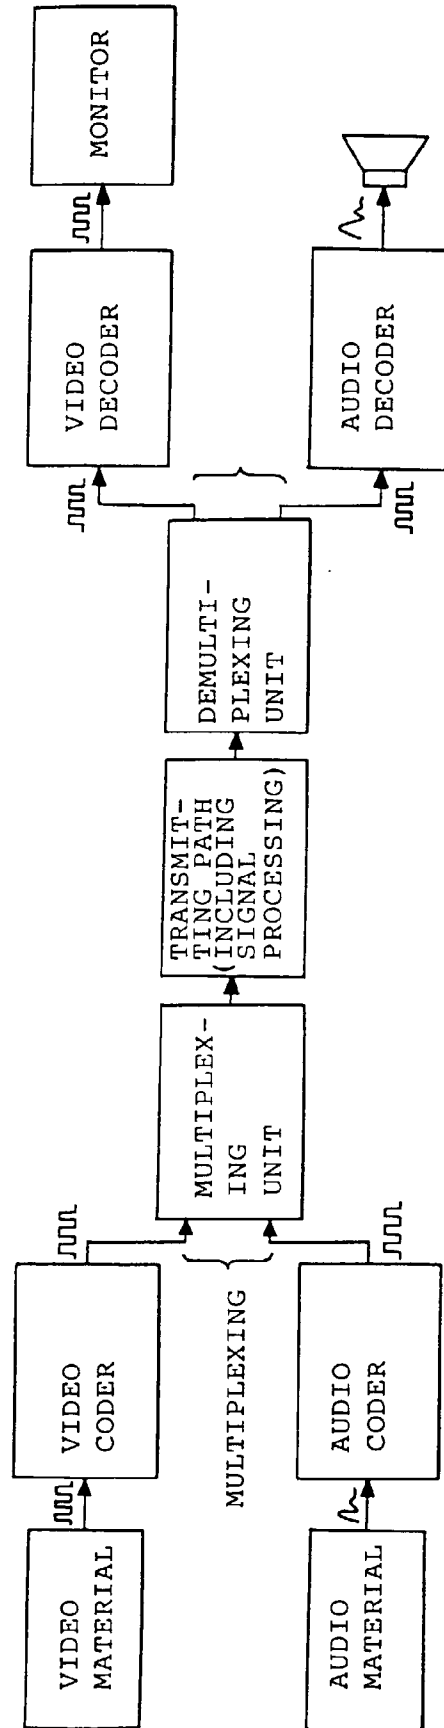 VIDEO
MATERIAL
VIDEO
CODER
AUDIO
MATERIAL
AUDIO
CODER
MULTIPLEXING
MULTIPLEX-
ING
UNIT
TRANSMIT-
TING PATH
(INCLUDING
SIGNAL
PROCESSING)
DEMULTI-
PLEXING
UNIT
VIDEO
DECODER
MONITOR
AUDIO
DECODER